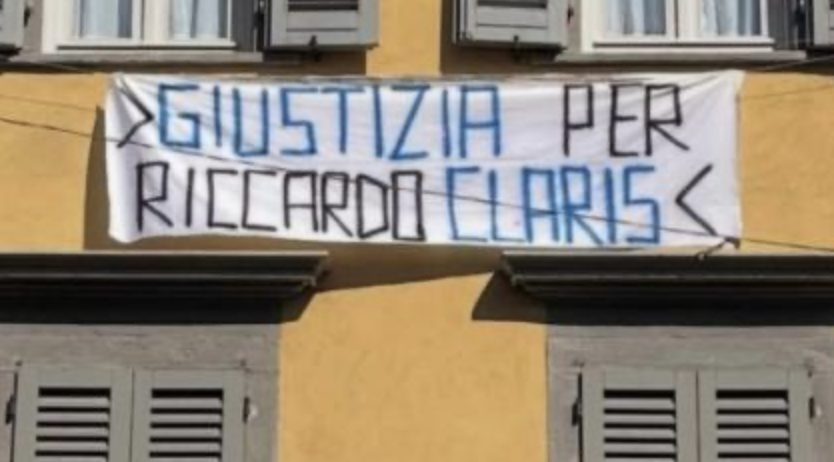 >GIUSTIZIA PER
RICCARDO CLARIS<